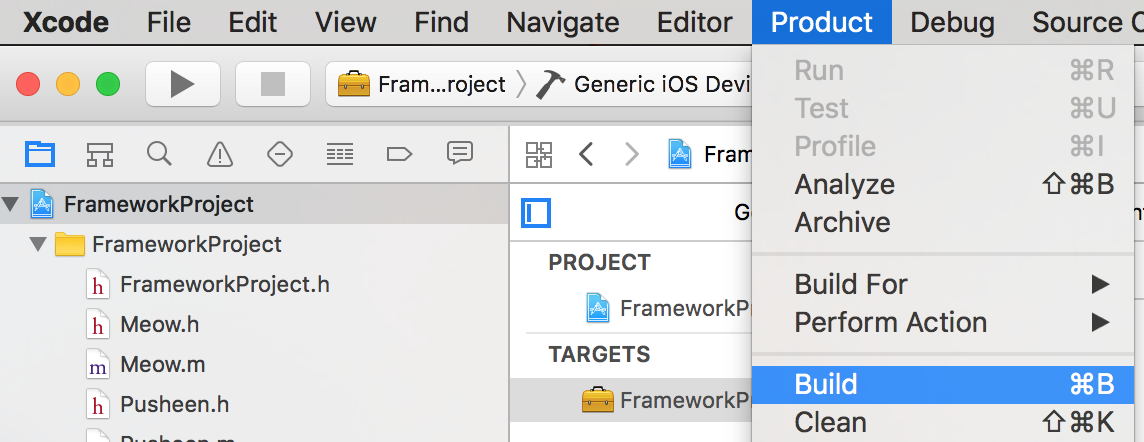 Xcode File Edit View Find Navigate Editor Product Debug Source C
Fram...roject Generic iOS Devi
Run ⌘R
Test ⌘U
Profile ⌘I
Analyze ⇧⌘B
Archive
Build For
Perform Action
Build ⌘B
Clean ⇧⌘K
FrameworkProject
FrameworkProject
h FrameworkProject.h
h Meow.h
m Meow.m
h Pusheen.h
Pusheen.m
Fram
G
PROJECT
FrameworkP
TARGETS
FrameworkP